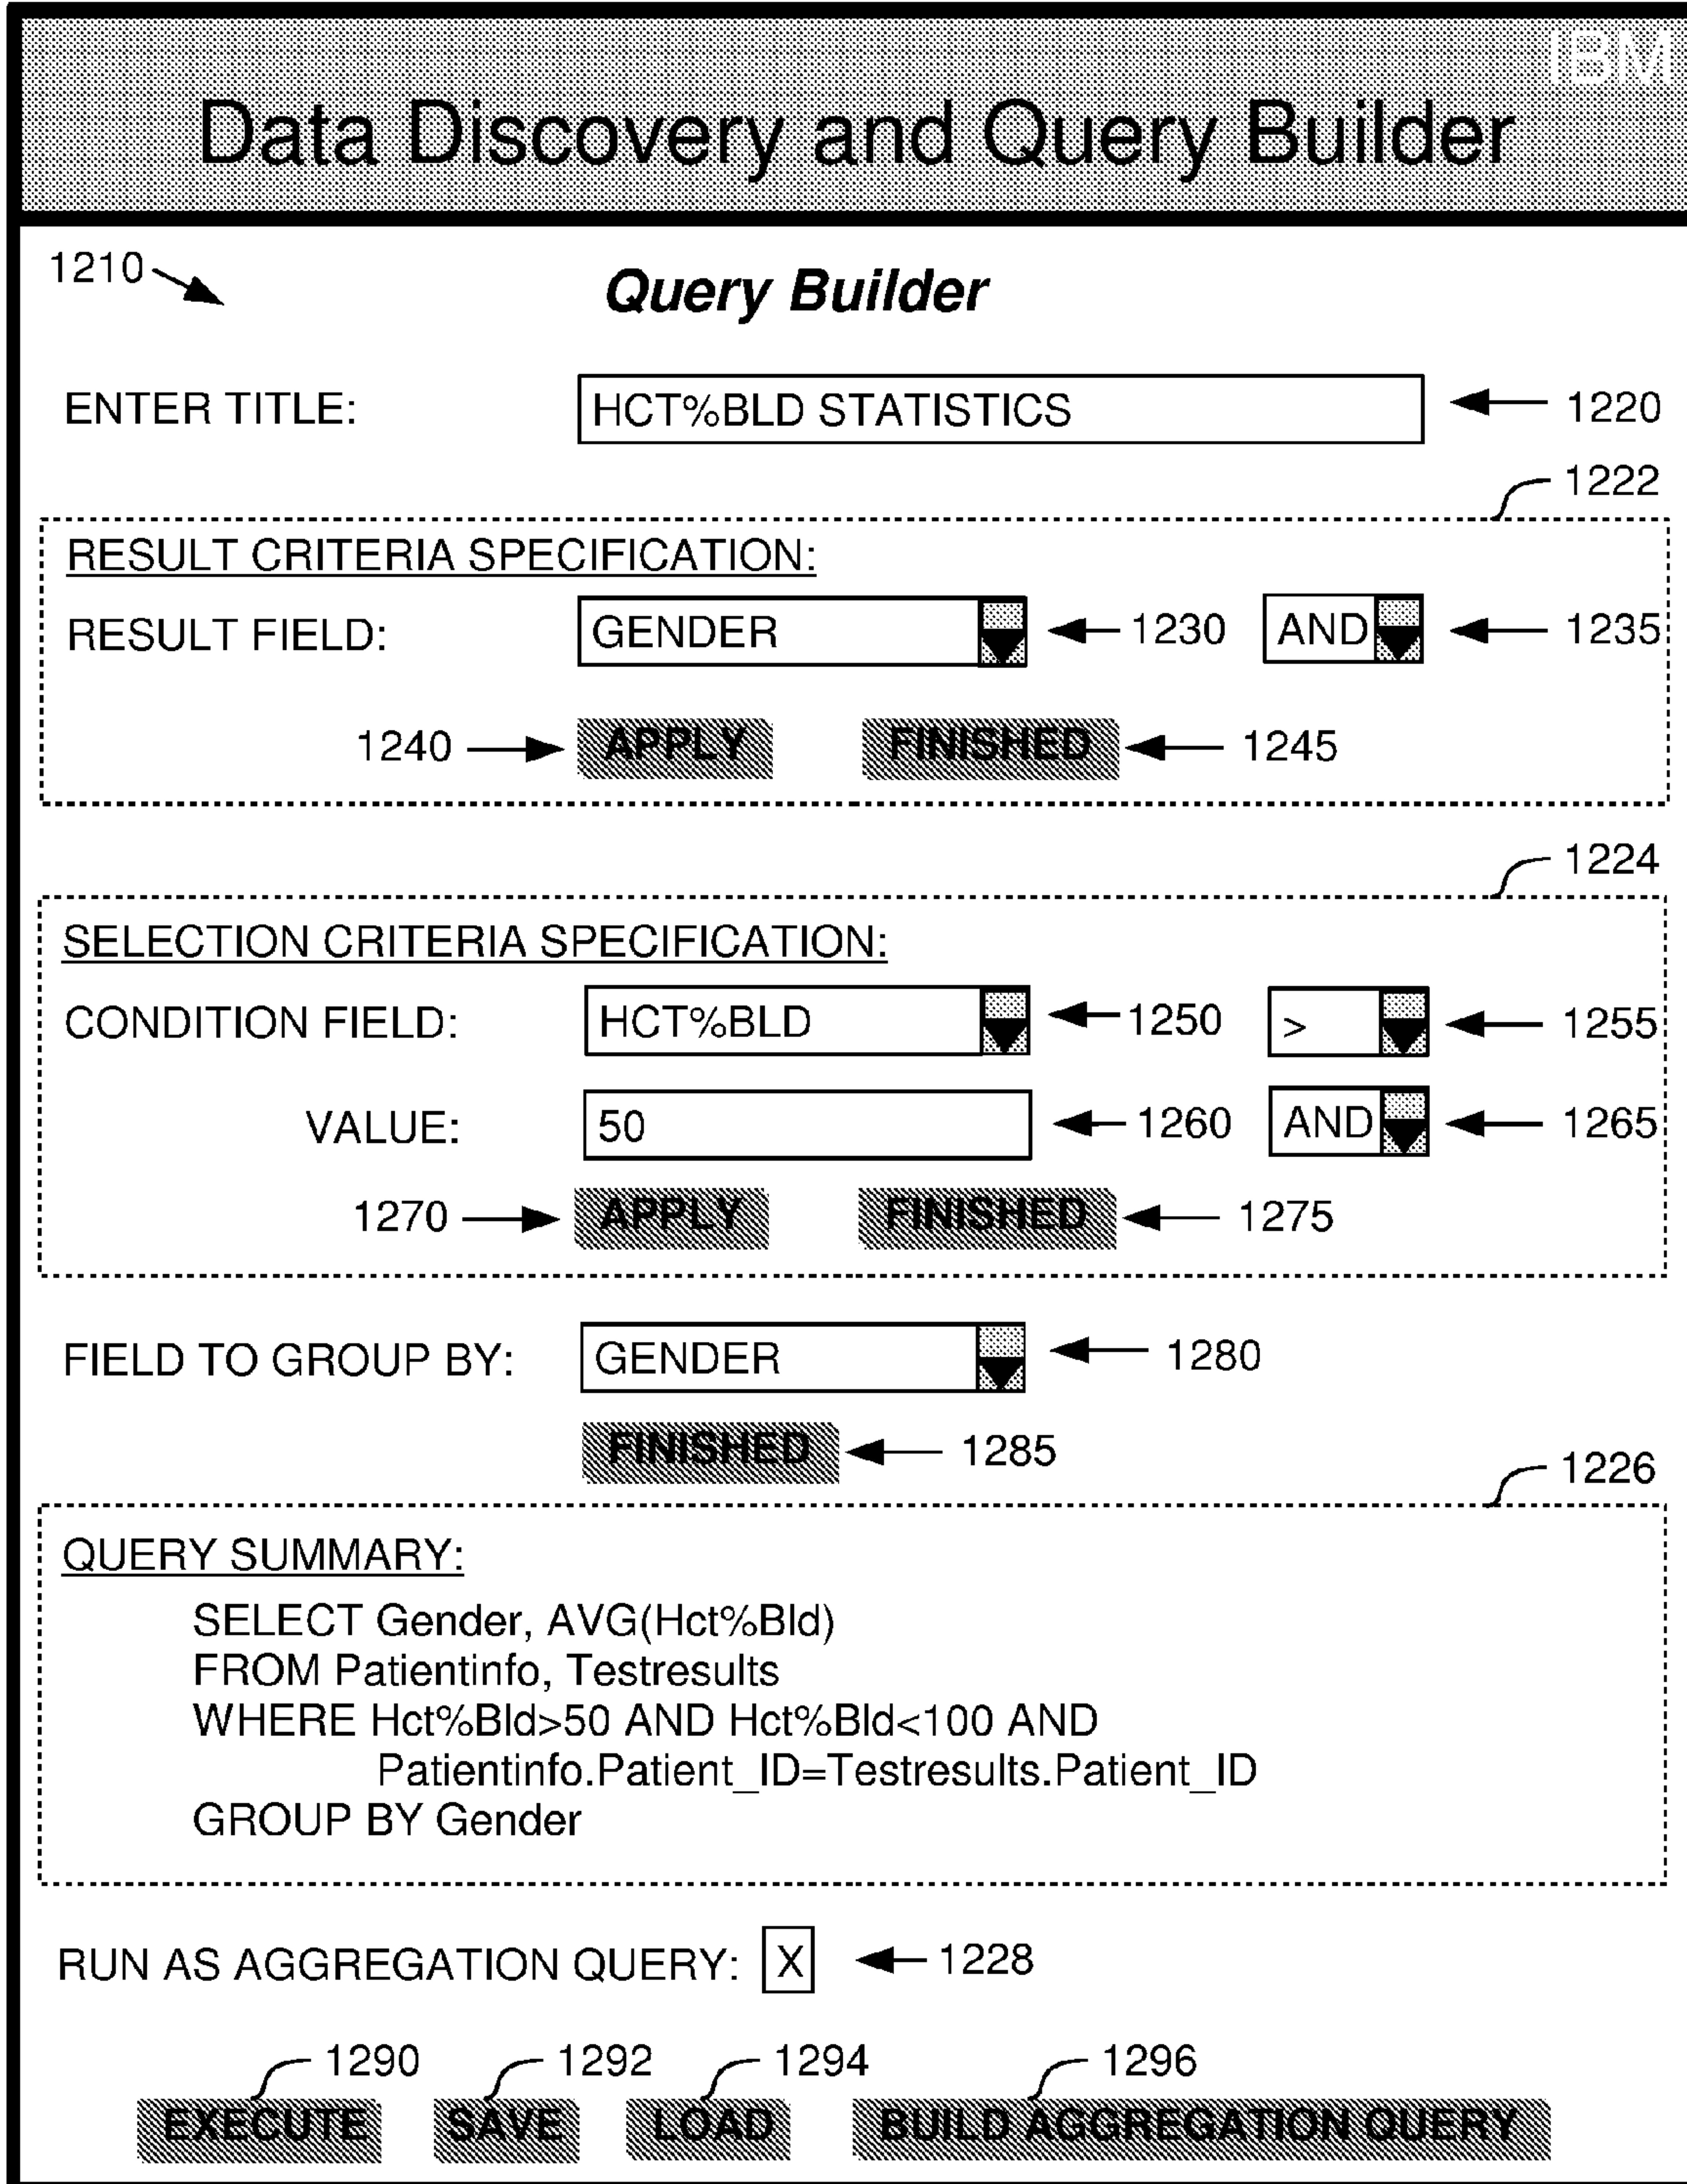 IBM
Data Discovery and Query Builder
1210
Query Builder
ENTER TITLE: HCT%BLD STATISTICS 1220
1222
RESULT CRITERIA SPECIFICATION:
RESULT FIELD: GENDER 1230 AND 1235
1240 APPLY FINISHED 1245
1224
SELECTION CRITERIA SPECIFICATION:
CONDITION FIELD: HCT%BLD 1250 > 1255
VALUE: 50 1260 AND 1265
1270 APPLY FINISHED 1275
FIELD TO GROUP BY: GENDER 1280
FINISHED 1285
1226
QUERY SUMMARY:
SELECT Gender, AVG(Hct%Bld)
FROM Patientinfo, Testresults
WHERE Hct%Bld>50 AND Hct%Bld<100 AND
Patientinfo.Patient_ID=Testresults.Patient_ID
GROUP BY Gender
RUN AS AGGREGATION QUERY: X 1228
1290 1292 1294 1296
EXECUTE SAVE LOAD BUILD AGGREGATION QUERY